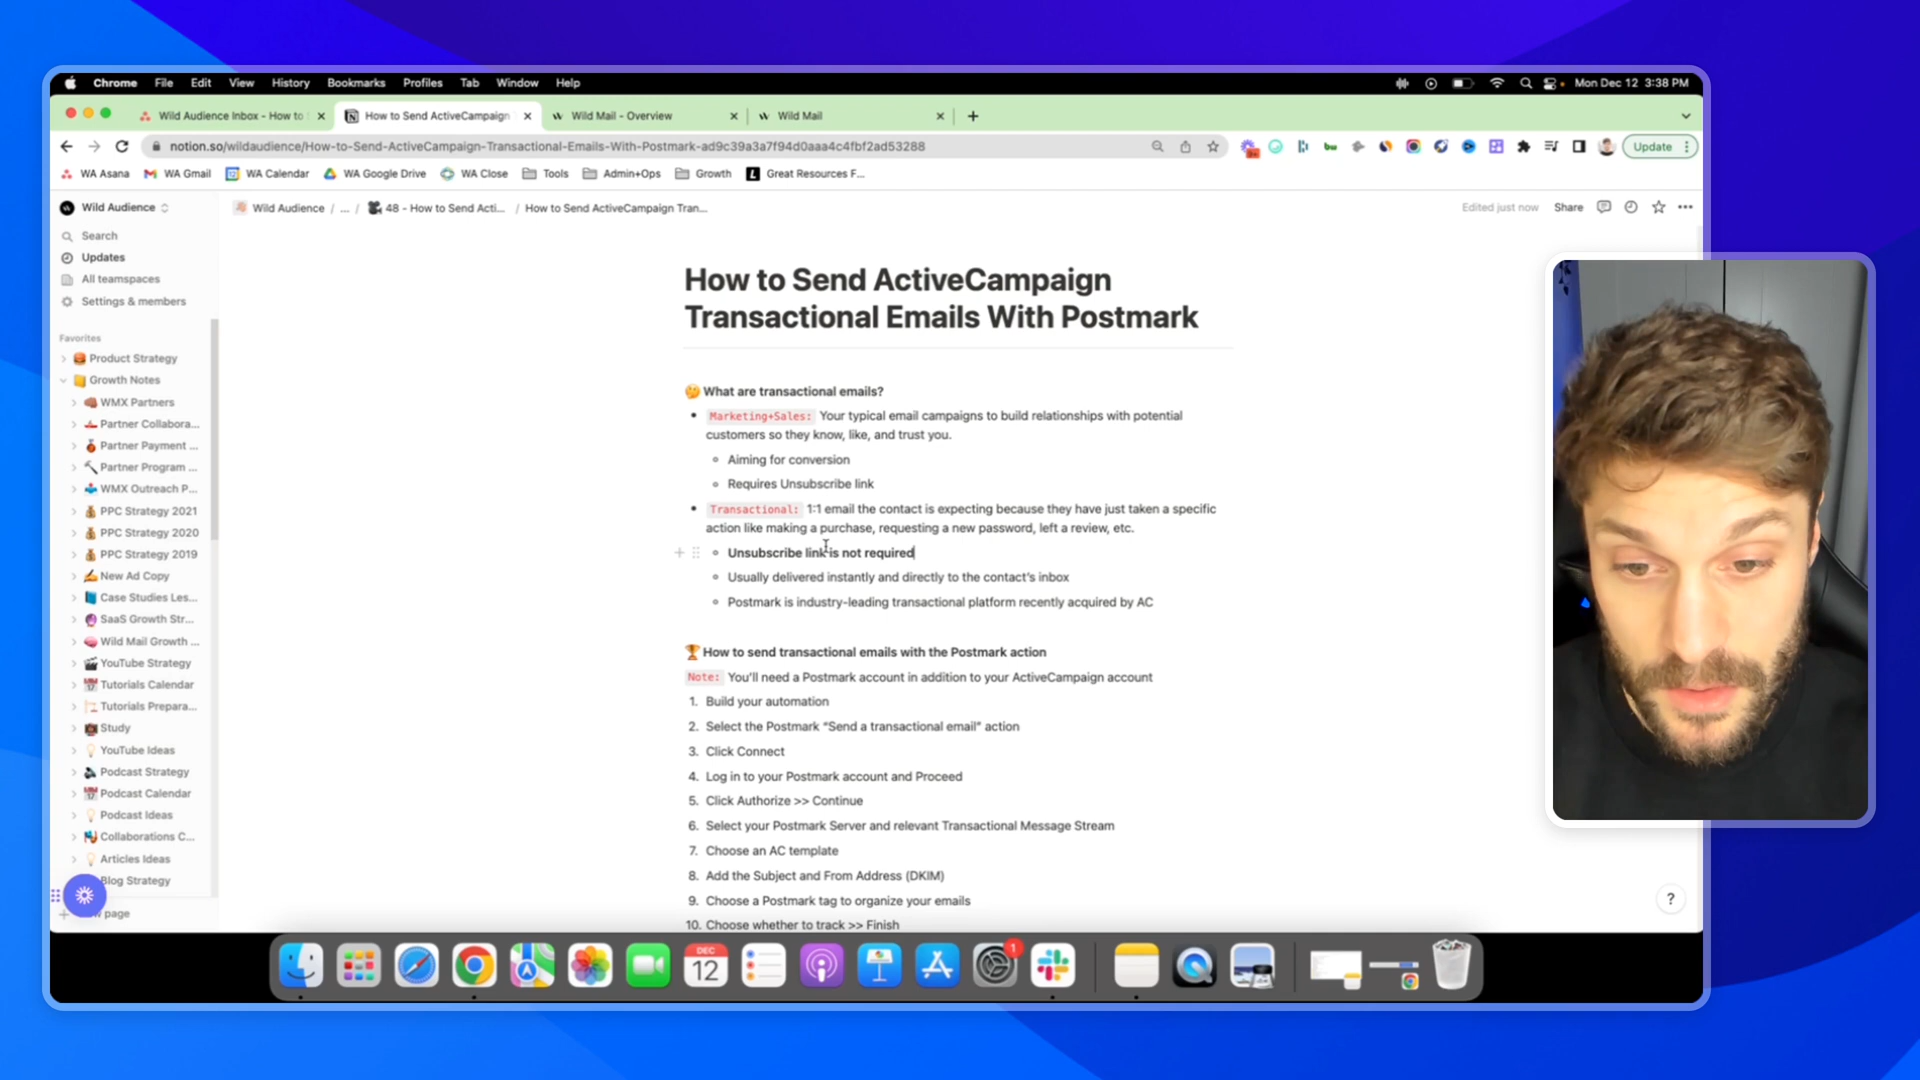 Chrome File Edit View History Bookmarks Profiles Tab Window Help
Mon Dec 12 3:38 PM
Wild Audience Inbox - How to
How to Send ActiveCampaign
Wild Mail - Overview
Wild Mail
notion.so/wildaudience/How-to-Send-ActiveCampaign-Transactional-Emails-With-Postmark-ad9c39a3a7f94d0aaa4c4fbf2ad53288
Update
WA Asana
WA Gmail
WA Calendar
WA Google Drive
WA Close
Tools
Admin+Ops
Growth
Great Resources F...
Wild Audience
Wild Audience / ... / 48 - How to Send Acti... / How to Send ActiveCampaign Tran...
Edited just now
Share
Search
Updates
All teamspaces
Settings & members
Favorites
Product Strategy
Growth Notes
WMX Partners
Partner Collabora...
Partner Payment ...
Partner Program ...
WMX Outreach P...
PPC Strategy 2021
PPC Strategy 2020
PPC Strategy 2019
New Ad Copy
Case Studies Les...
SaaS Growth Str...
Wild Mail Growth ...
YouTube Strategy
Tutorials Calendar
Tutorials Prepara...
Study
YouTube Ideas
Podcast Strategy
Podcast Calendar
Podcast Ideas
Collaborations C...
Articles Ideas
Blog Strategy
page
How to Send ActiveCampaign
Transactional Emails With Postmark
What are transactional emails?
Marketing+Sales: Your typical email campaigns to build relationships with potential
customers so they know, like, and trust you.
Aiming for conversion
Requires Unsubscribe link
Transactional: 1:1 email the contact is expecting because they have just taken a specific
action like making a purchase, requesting a new password, left a review, etc.
Unsubscribe link is not required
Usually delivered instantly and directly to the contact's inbox
Postmark is industry-leading transactional platform recently acquired by AC
How to send transactional emails with the Postmark action
Note: You'll need a Postmark account in addition to your ActiveCampaign account
1. Build your automation
2. Select the Postmark "Send a transactional email" action
3. Click Connect
4. Log in to your Postmark account and Proceed
5. Click Authorize >> Continue
6. Select your Postmark Server and relevant Transactional Message Stream
7. Choose an AC template
8. Add the Subject and From Address (DKIM)
9. Choose a Postmark tag to organize your emails
10. Choose whether to track >> Finish
?
DEC
12
1